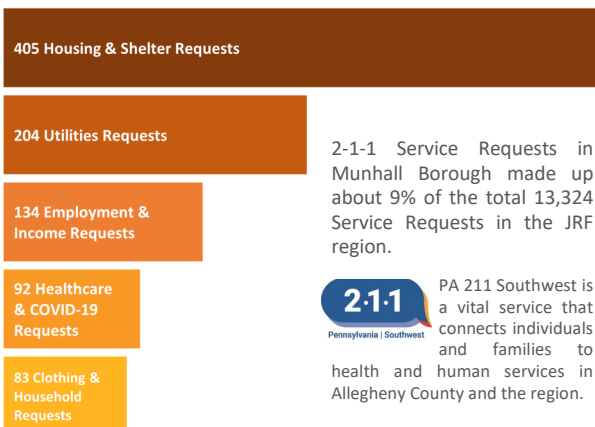 405 Housing & Shelter Requests
204 Utilities Requests
134 Employment &
Income Requests
92 Healthcare
& COVID-19
Requests
83 Clothing &
Household
Requests
2-1-1 Service Requests in
Munhall Borough made up
about 9% of the total 13,324
Service Requests in the JRF
region.
2·1·1
Pennsylvania | Southwest
PA 211 Southwest is
a vital service that
connects individuals
and families to
health and human services in
Allegheny County and the region.